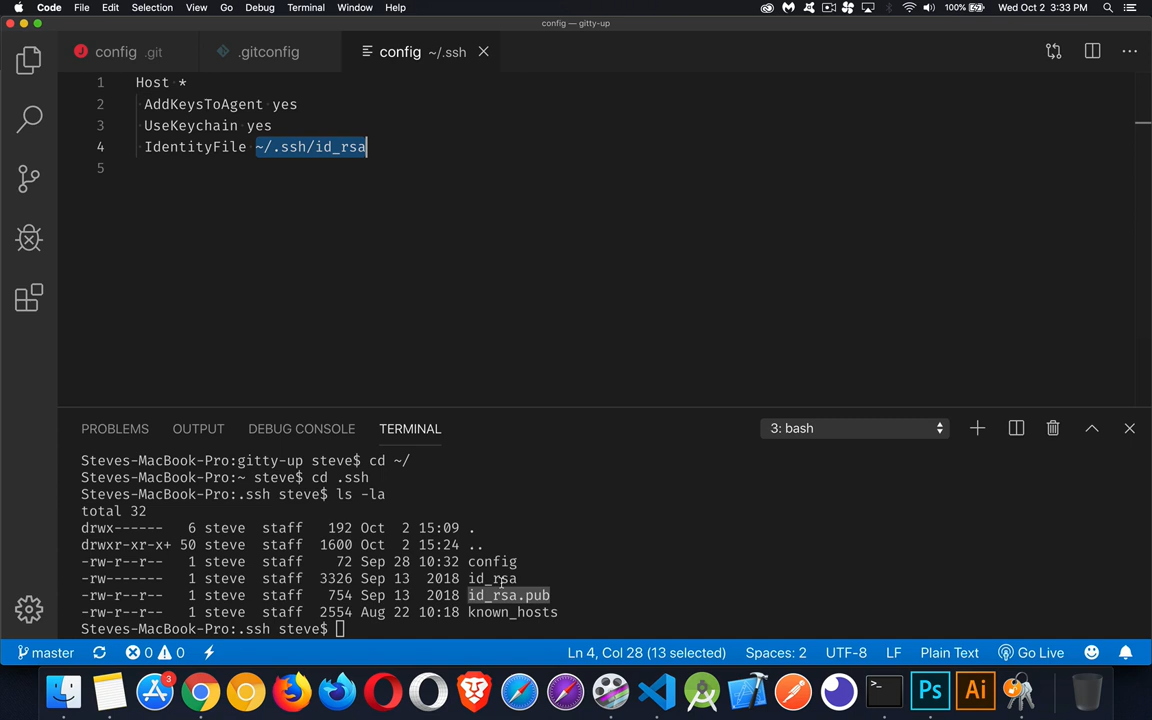 Code File Edit Selection View Go Debug Terminal Window Help 100% Wed Oct 2 3:33 PM
config — gitty-up
config .git .gitconfig config ~/.ssh
1 Host *
2 AddKeysToAgent yes
3 UseKeychain yes
4 IdentityFile ~/.ssh/id_rsa
5
PROBLEMS OUTPUT DEBUG CONSOLE TERMINAL 3: bash
Steves-MacBook-Pro:gitty-up steve$ cd ~/
Steves-MacBook-Pro:~ steve$ cd .ssh
Steves-MacBook-Pro:.ssh steve$ ls -la
total 32
drwx------ 6 steve staff 192 Oct 2 15:09 .
drwxr-xr-x+ 50 steve staff 1600 Oct 2 15:24 ..
-rw-r--r-- 1 steve staff 72 Sep 28 10:32 config
-rw------- 1 steve staff 3326 Sep 13 2018 id_rsa
-rw-r--r-- 1 steve staff 754 Sep 13 2018 id_rsa.pub
-rw-r--r-- 1 steve staff 2554 Aug 22 10:18 known_hosts
Steves-MacBook-Pro:.ssh steve$
master 0 0 Ln 4, Col 28 (13 selected) Spaces: 2 UTF-8 LF Plain Text Go Live
3
>_ Ps Ai